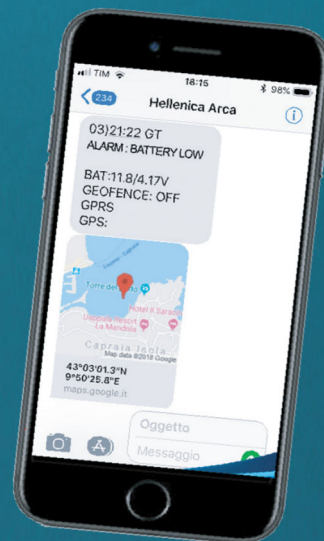 TIM
18:15
98%
234
Hellenica Arca
03)21:22 GT
ALARM : BATTERY LOW
BAT:11.8/4.17V
GEOFENCE: OFF
GPRS
GPS:
Torre del
Hotel Il Sarac
Resort
La Mandola
Capraia Isola
Map data ©2018 Google
43°03'01.3"N
9°50'25.8"E
maps.google.it
Oggetto
Messaggio